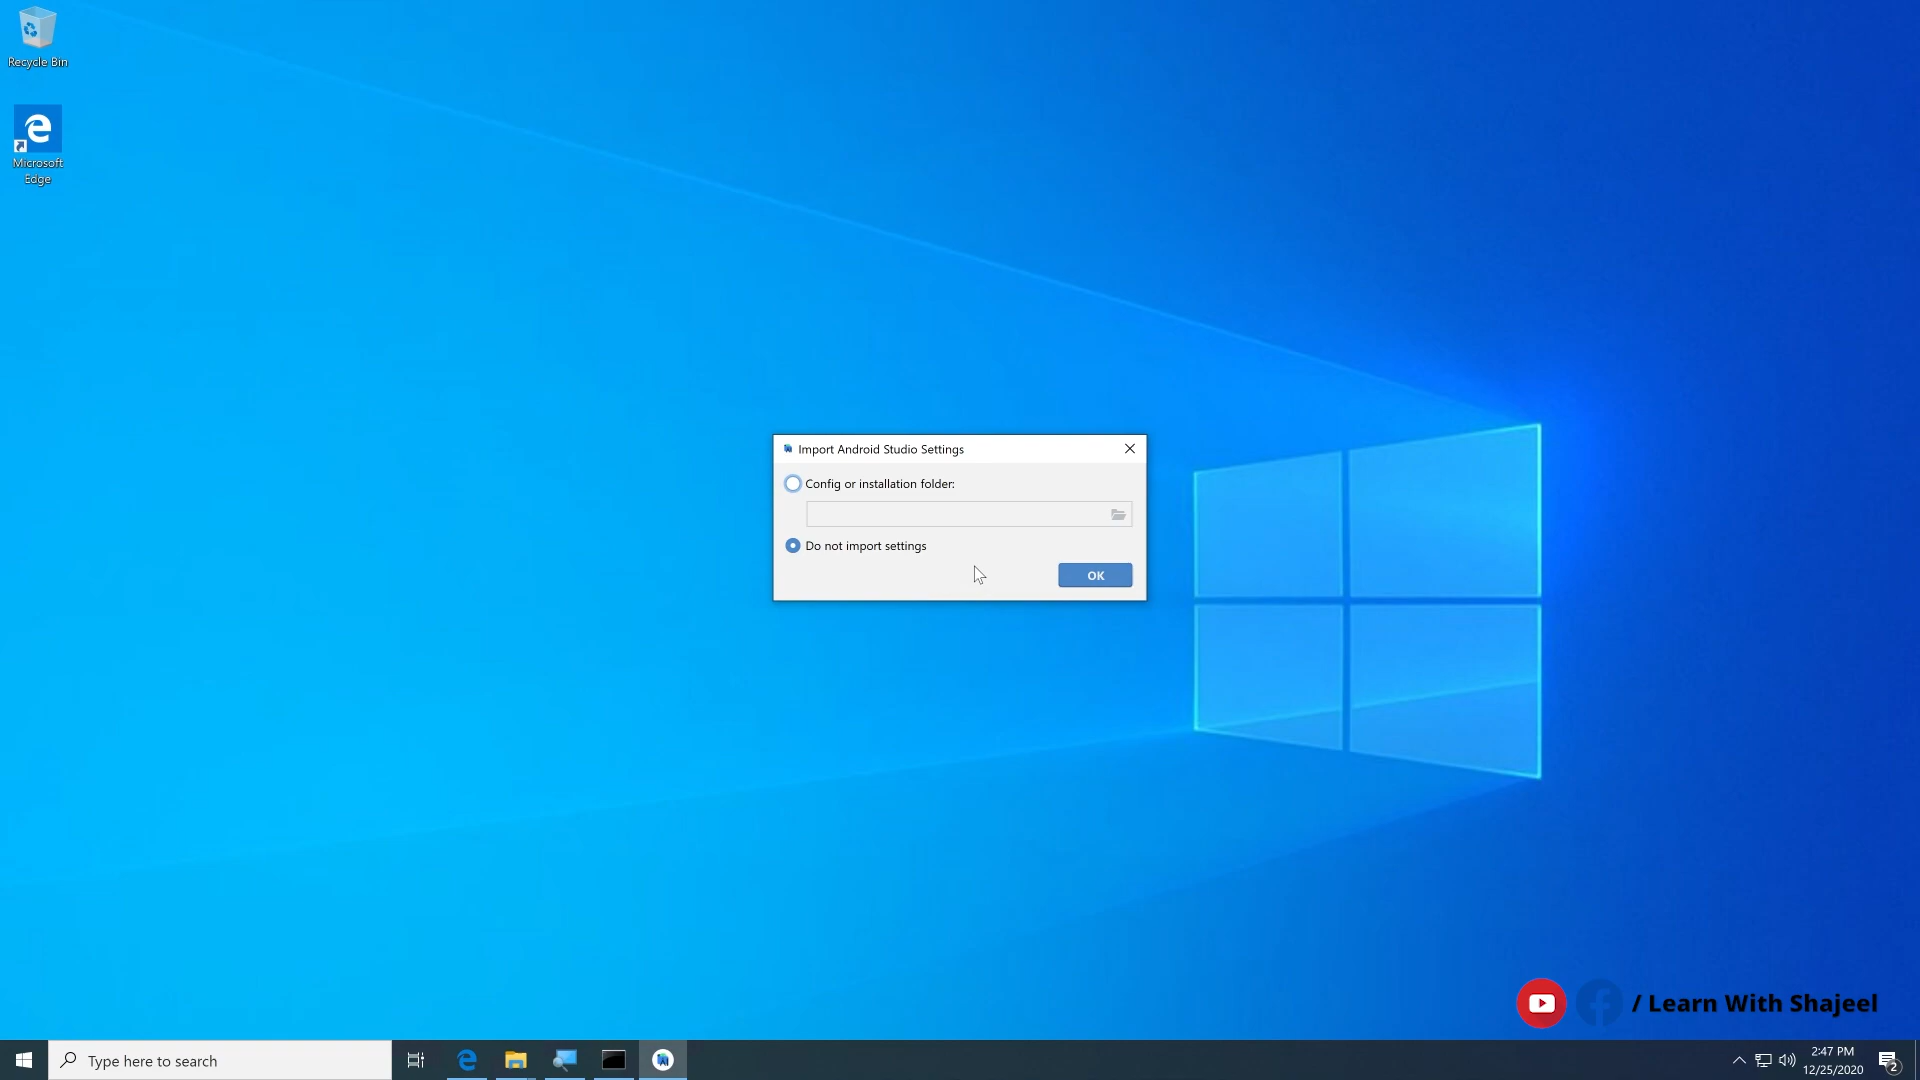 Recycle Bin
Microsoft
Edge
Import Android Studio Settings
Config or installation folder:
Do not import settings
OK
/ Learn With Shajeel
Type here to search
2:47 PM
12/25/2020
2